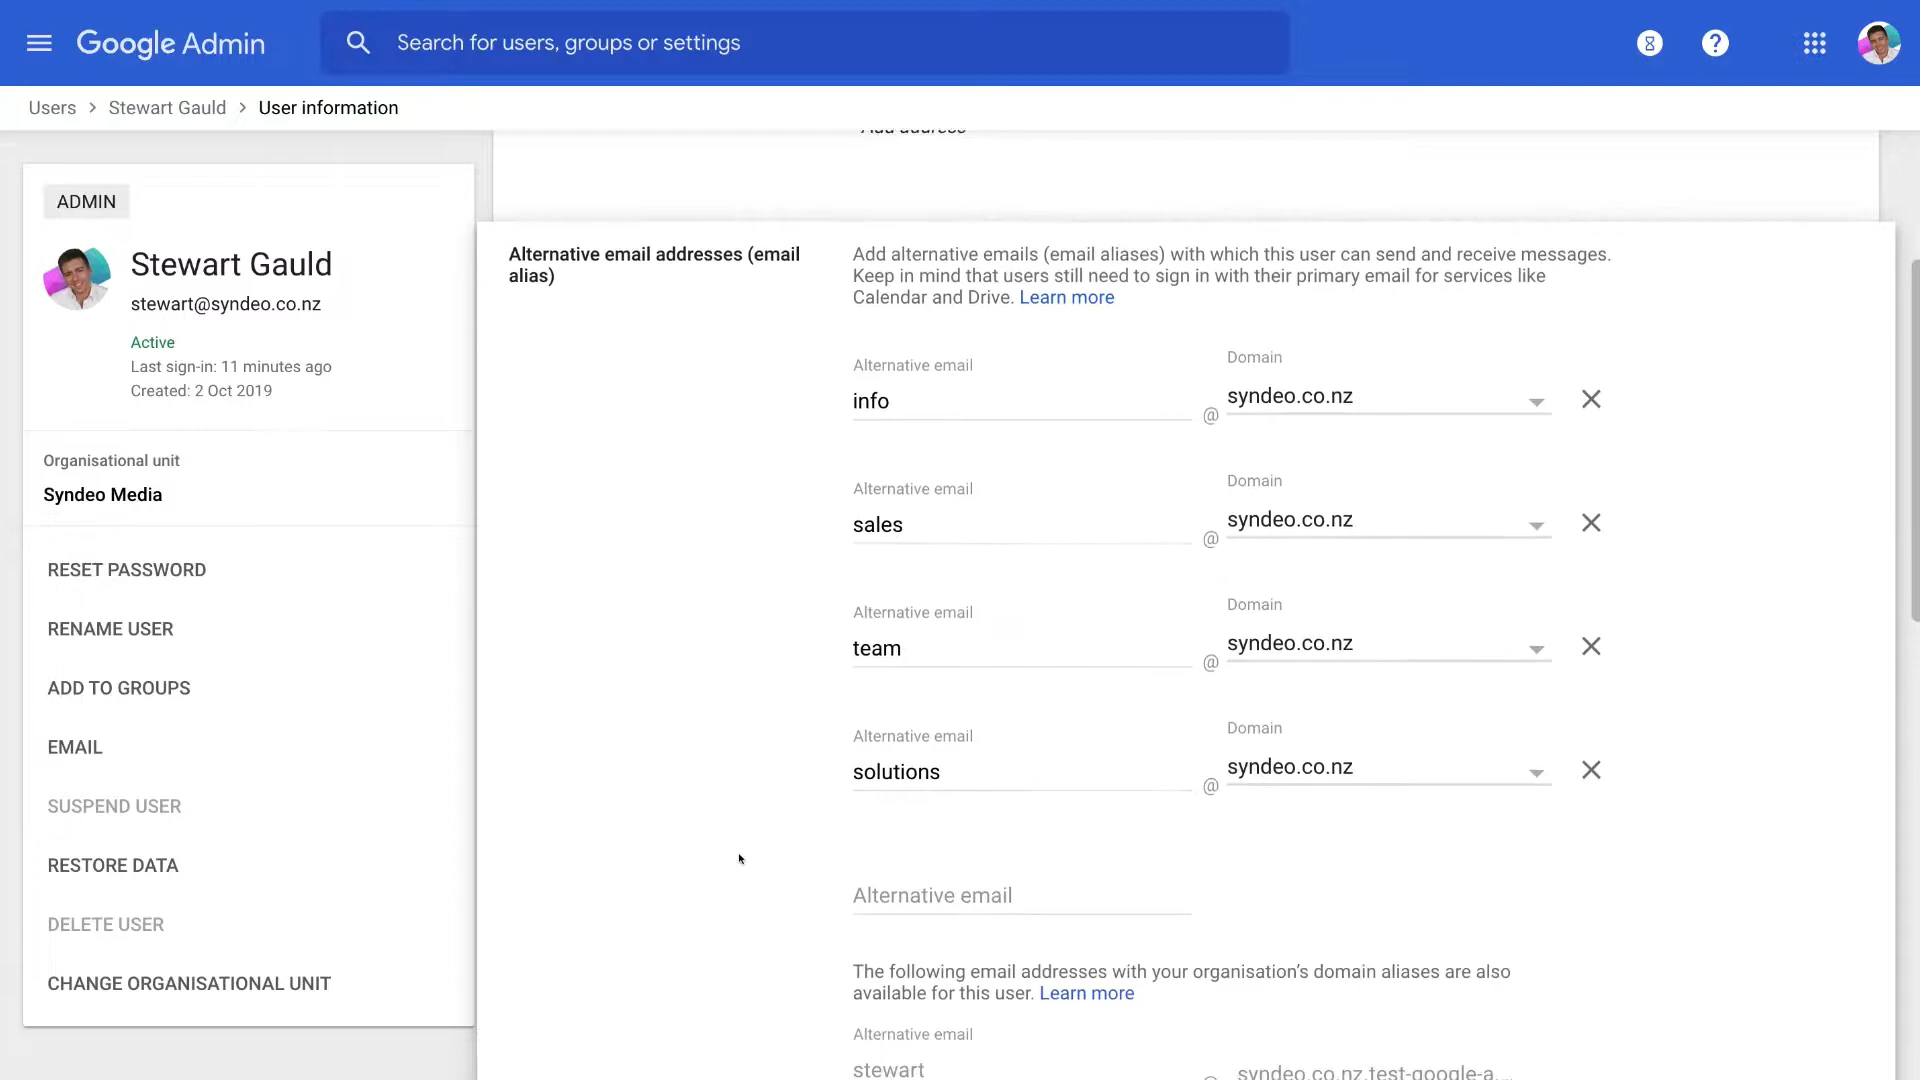 Google Admin
Search for users, groups or settings
Users > Stewart Gauld > User information
Add address
ADMIN
Stewart Gauld
stewart@syndeo.co.nz
Active
Last sign-in: 11 minutes ago
Created: 2 Oct 2019
Organisational unit
Syndeo Media
RESET PASSWORD
RENAME USER
ADD TO GROUPS
EMAIL
SUSPEND USER
RESTORE DATA
DELETE USER
CHANGE ORGANISATIONAL UNIT
Alternative email addresses (email
alias)
Add alternative emails (email aliases) with which this user can send and receive messages.
Keep in mind that users still need to sign in with their primary email for services like
Calendar and Drive. Learn more
Alternative email Domain
info @ syndeo.co.nz
Alternative email Domain
sales @ syndeo.co.nz
Alternative email Domain
team @ syndeo.co.nz
Alternative email Domain
solutions @ syndeo.co.nz
Alternative email
The following email addresses with your organisation's domain aliases are also
available for this user. Learn more
Alternative email
stewart syndeo.co.nz.test-google-a...